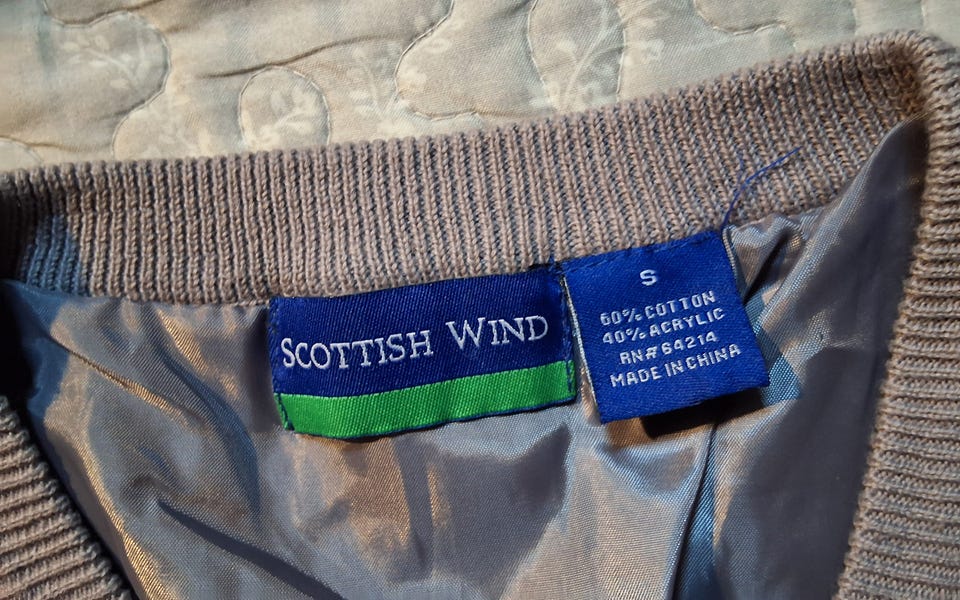 SCOTTISH WIND
S
60% COTTON
40% ACRYLIC
RN# 64214
MADE IN CHINA